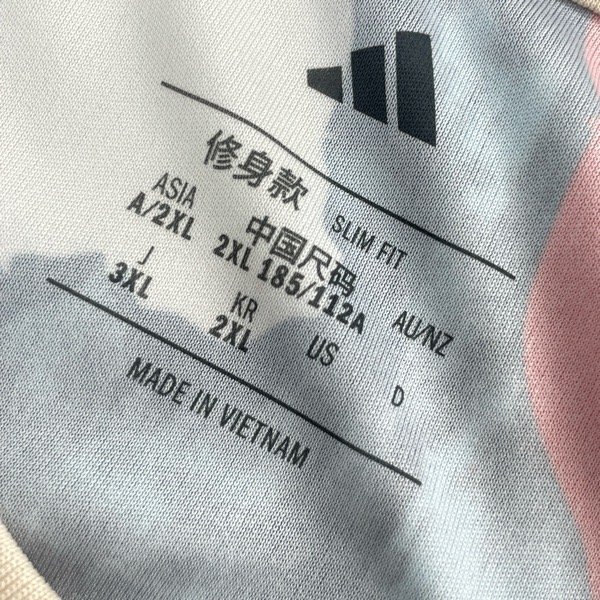 修身款 SLIM FIT
ASIA 中国尺码 AU/NZ
A/2XL 2XL 185/112A
J KR US D
3XL 2XL
MADE IN VIETNAM